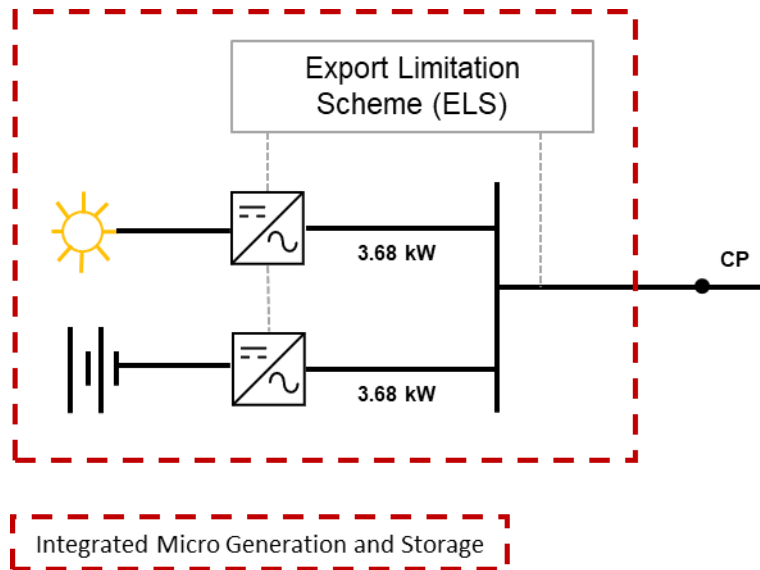 Export Limitation
Scheme (ELS)
3.68 kW
CP
3.68 kW
Integrated Micro Generation and Storage